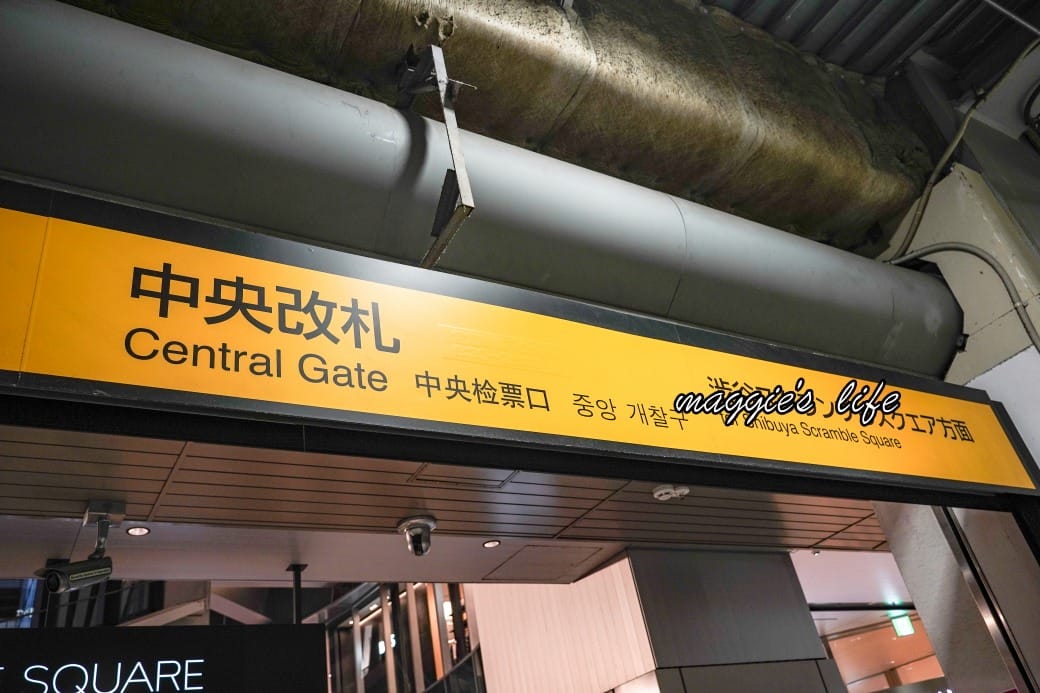 中央改札
Central Gate
中央检票口
중앙 개찰구
スクエア方面
Shibuya Scramble Square
maggie's life
SQUARE